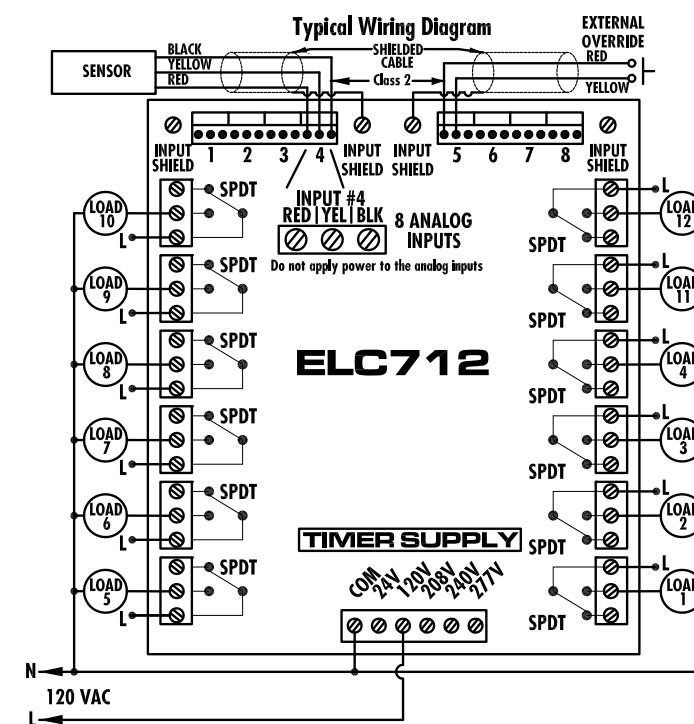 Typical Wiring Diagram
EXTERNAL
OVERRIDE
RED
YELLOW
SENSOR
BLACK
YELLOW
RED
SHIELDED
CABLE
Class 2
INPUT
SHIELD
1 2 3 4
INPUT
SHIELD
INPUT
SHIELD
5 6 7 8
INPUT
SHIELD
INPUT #4
RED | YEL | BLK
8 ANALOG
INPUTS
Do not apply power to the analog inputs
LOAD
10
L
SPDT
LOAD
9
L
SPDT
LOAD
8
L
SPDT
LOAD
7
L
SPDT
LOAD
6
L
SPDT
LOAD
5
L
SPDT
ELC712
L
LOAD
12
SPDT
L
LOAD
11
SPDT
L
LOAD
4
SPDT
L
LOAD
3
SPDT
L
LOAD
2
SPDT
L
LOAD
1
SPDT
TIMER SUPPLY
COM 24V 120V 208V 240V 277V
N
120 VAC
L